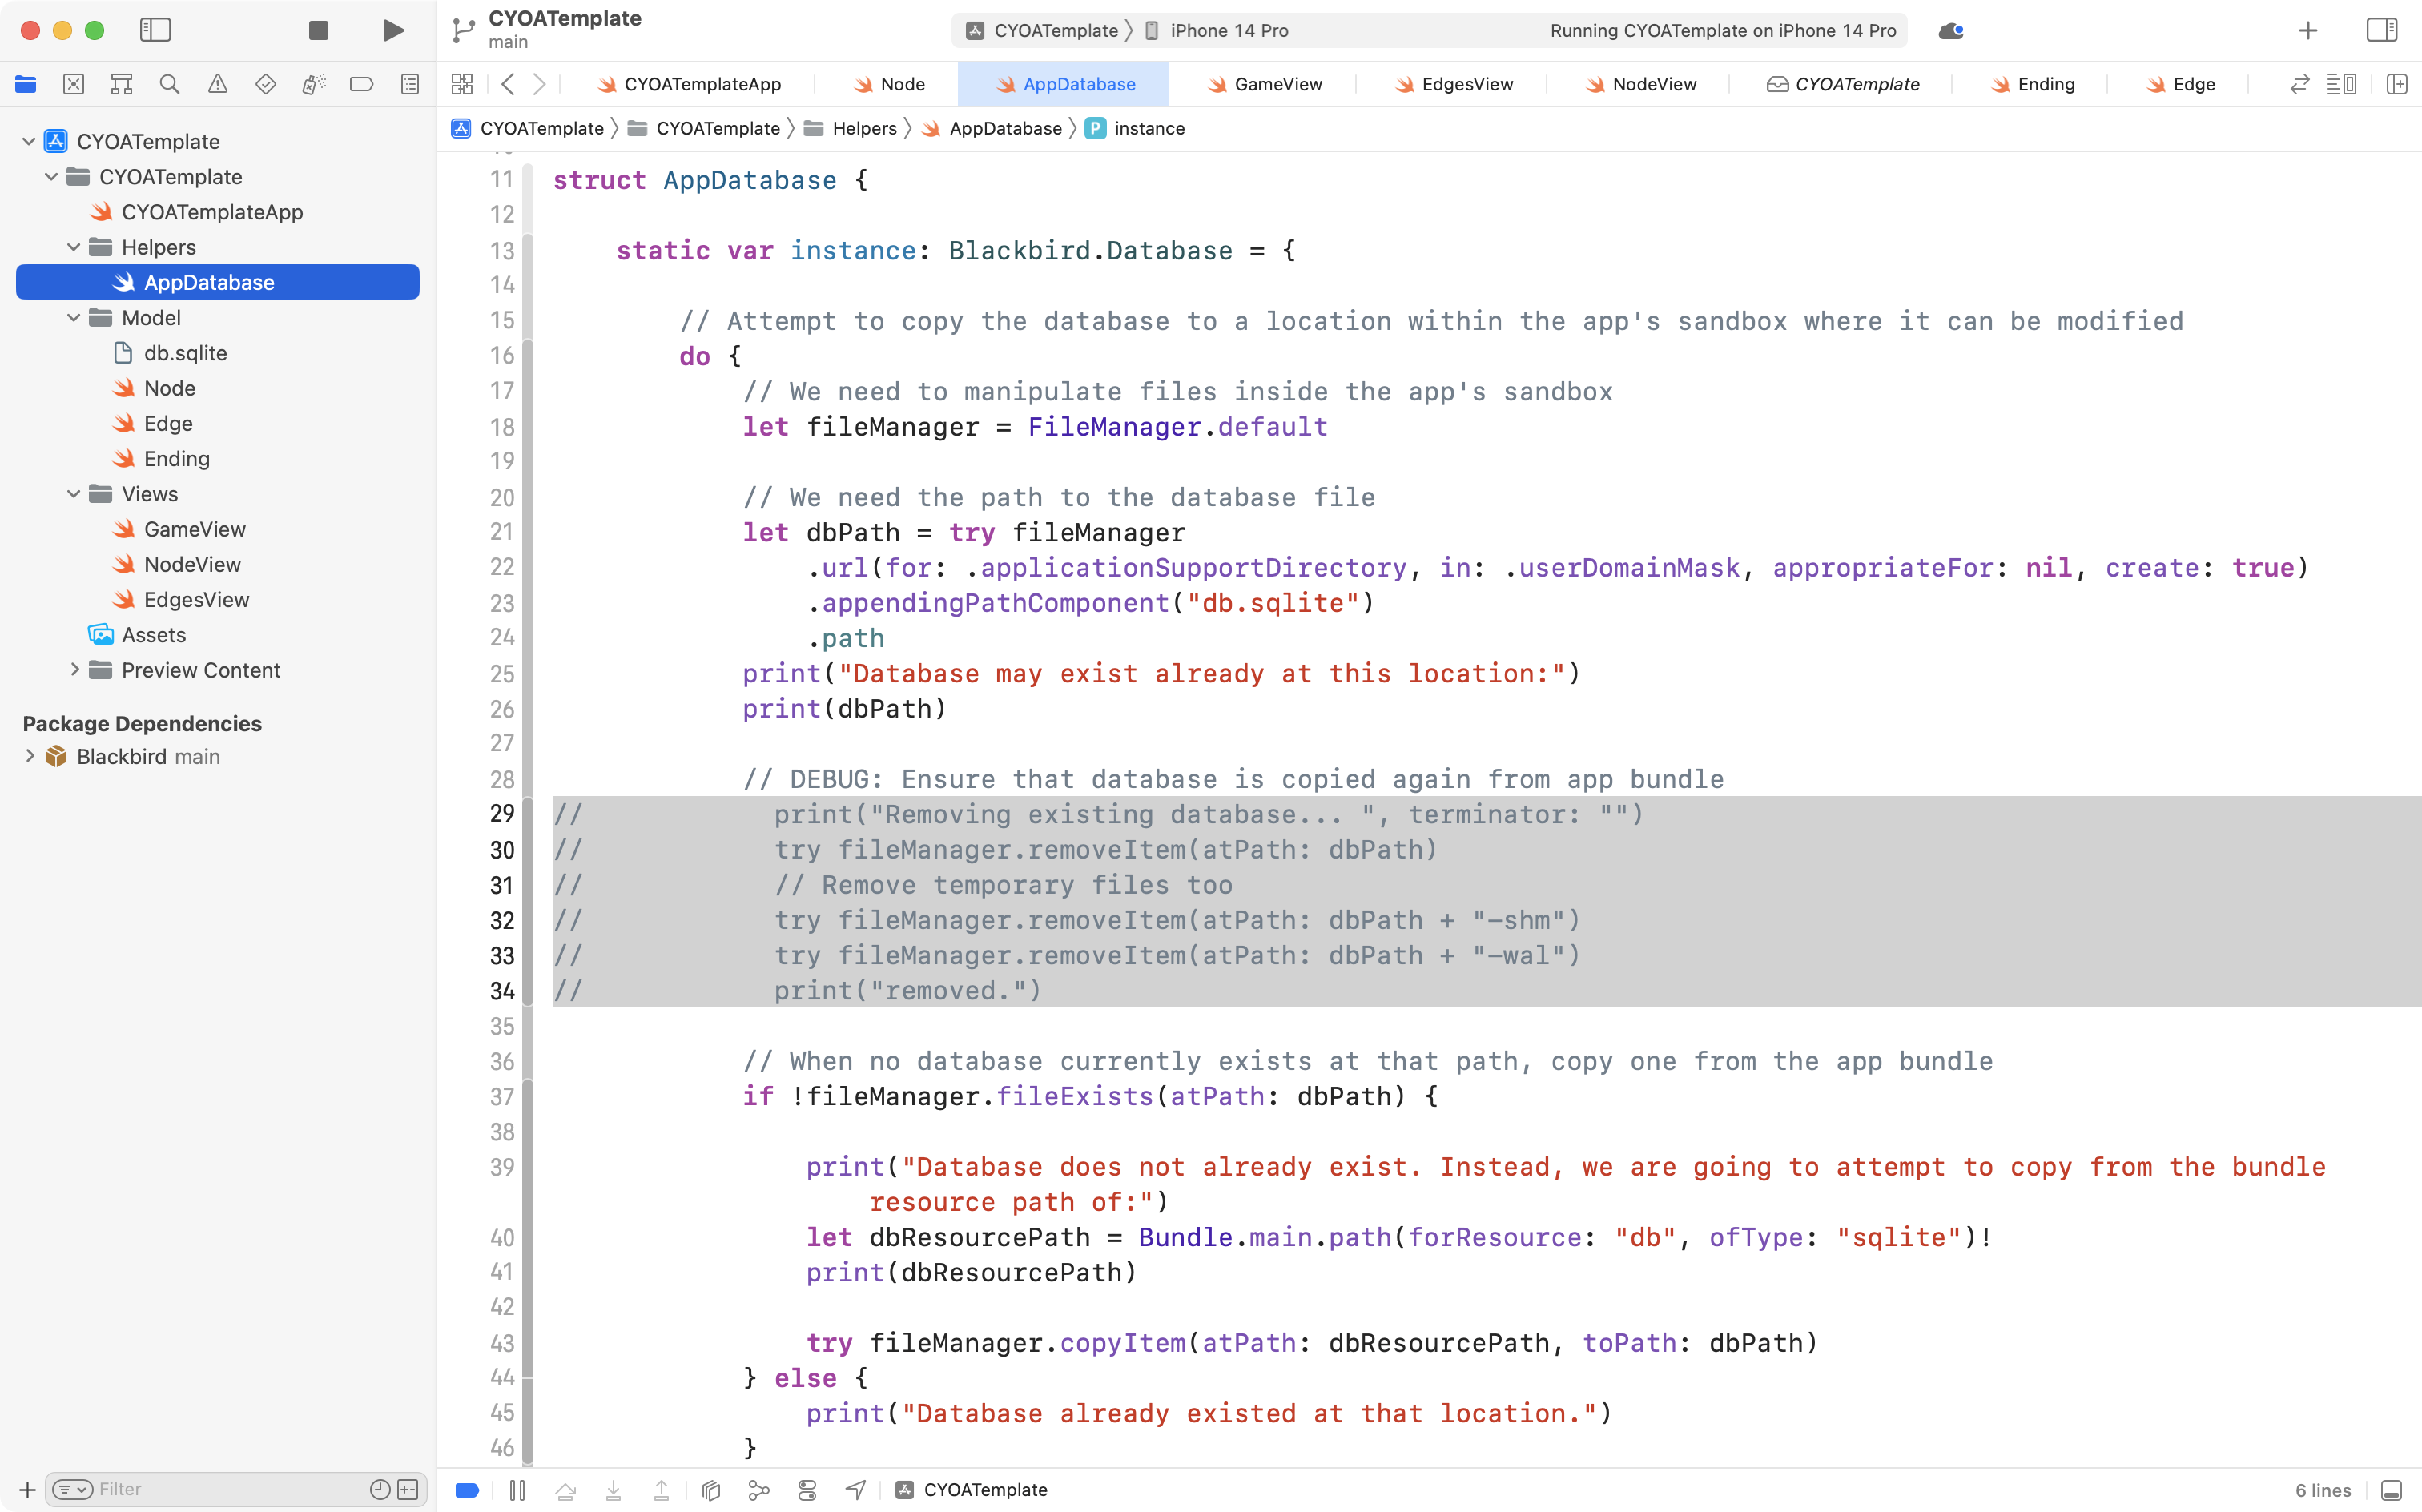 CYOATemplate
main
CYOATemplate
iPhone 14 Pro
Running CYOATemplate on iPhone 14 Pro
CYOATemplateApp
Node
AppDatabase
GameView
EdgesView
NodeView
CYOATemplate
Ending
Edge
CYOATemplate
CYOATemplate
Helpers
AppDatabase
P instance
CYOATemplate
CYOATemplate
CYOATemplateApp
Helpers
AppDatabase
Model
db.sqlite
Node
Edge
Ending
Views
GameView
NodeView
EdgesView
Assets
Preview Content
Package Dependencies
Blackbird main
Filter
11 struct AppDatabase {
12
13 static var instance: Blackbird.Database = {
14
15 // Attempt to copy the database to a location within the app's sandbox where it can be modified
16 do {
17 // We need to manipulate files inside the app's sandbox
18 let fileManager = FileManager.default
19
20 // We need the path to the database file
21 let dbPath = try fileManager
22 .url(for: .applicationSupportDirectory, in: .userDomainMask, appropriateFor: nil, create: true)
23 .appendingPathComponent("db.sqlite")
24 .path
25 print("Database may exist already at this location:")
26 print(dbPath)
27
28 // DEBUG: Ensure that database is copied again from app bundle
29 // print("Removing existing database... ", terminator: "")
30 // try fileManager.removeItem(atPath: dbPath)
31 // // Remove temporary files too
32 // try fileManager.removeItem(atPath: dbPath + "-shm")
33 // try fileManager.removeItem(atPath: dbPath + "-wal")
34 // print("removed.")
35
36 // When no database currently exists at that path, copy one from the app bundle
37 if !fileManager.fileExists(atPath: dbPath) {
38
39 print("Database does not already exist. Instead, we are going to attempt to copy from the bundle
resource path of:")
40 let dbResourcePath = Bundle.main.path(forResource: "db", ofType: "sqlite")!
41 print(dbResourcePath)
42
43 try fileManager.copyItem(atPath: dbResourcePath, toPath: dbPath)
44 } else {
45 print("Database already existed at that location.")
46 }
CYOATemplate
6 lines